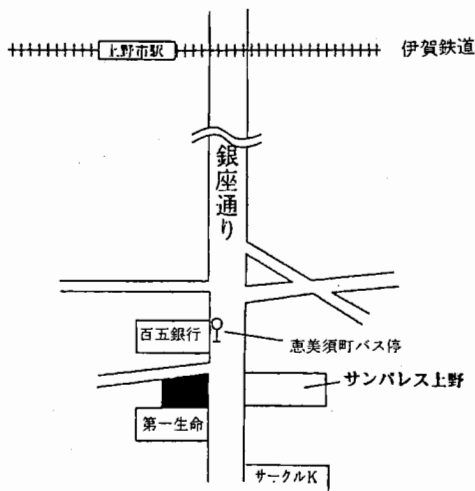 上野市駅
伊賀鉄道
銀座通り
百五銀行
恵美須町バス停
サンパレス上野
第一生命
サークルK